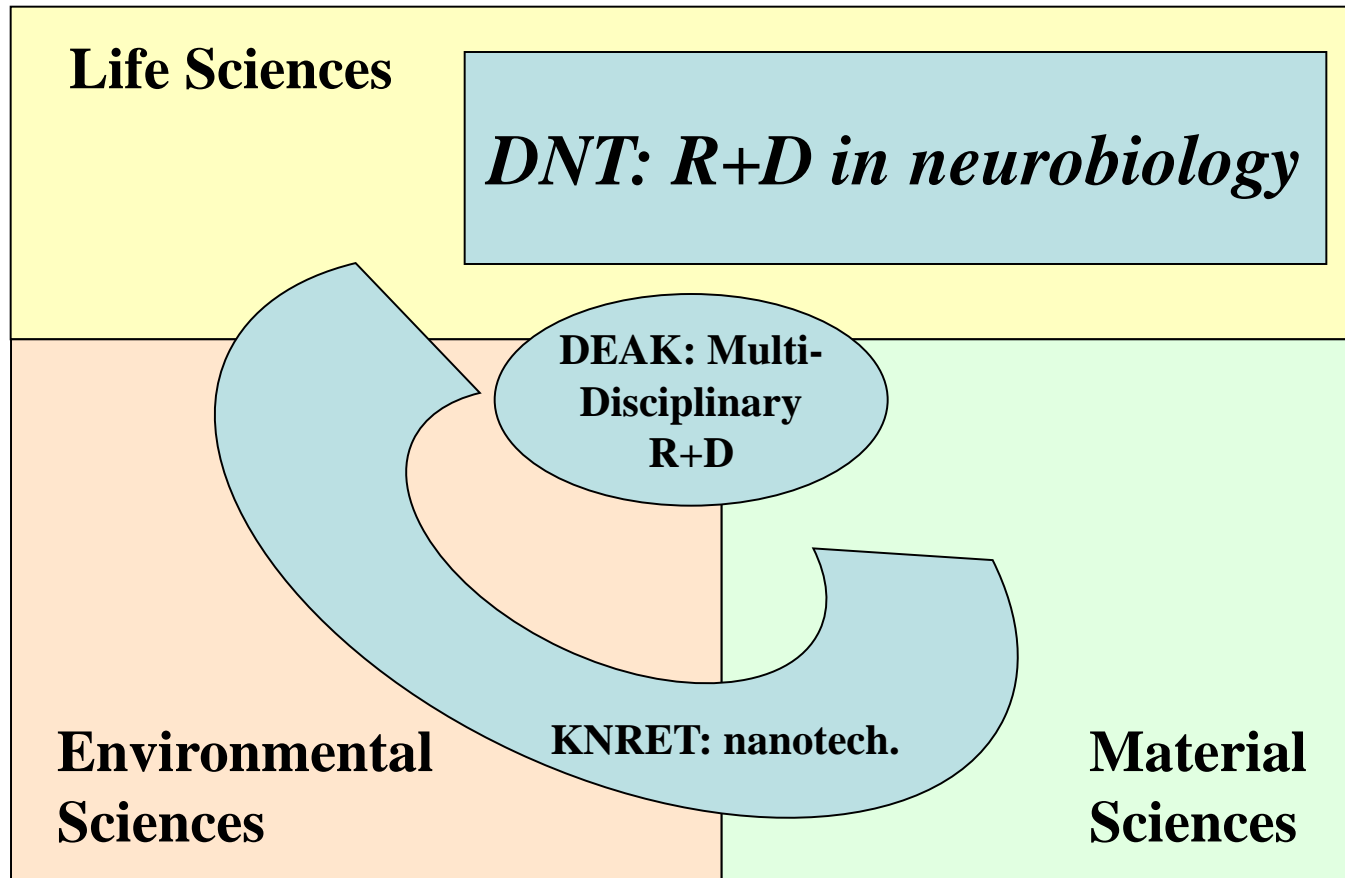 Life Sciences
DNT: R+D in neurobiology
DEAK: Multi-
Disciplinary
R+D
KNRET: nanotech.
Environmental
Sciences
Material
Sciences